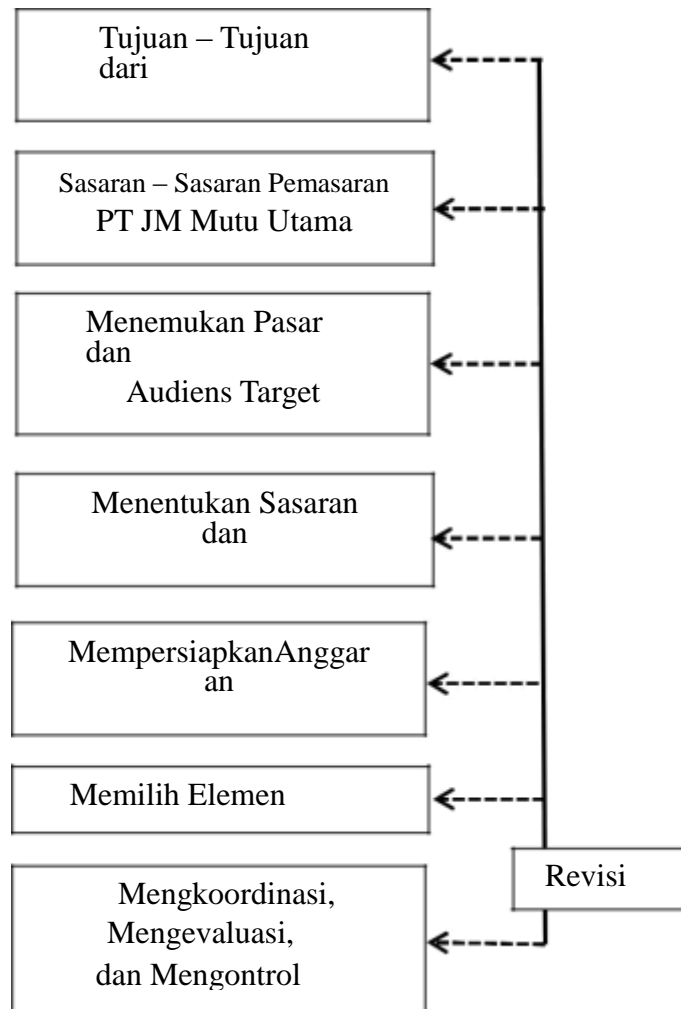 Tujuan – Tujuan
dari
Sasaran – Sasaran Pemasaran
PT JM Mutu Utama
Menemukan Pasar
dan
Audiens Target
Menentukan Sasaran
dan
MempersiapkanAnggar
an
Memilih Elemen
Revisi
Mengkoordinasi,
Mengevaluasi,
dan Mengontrol